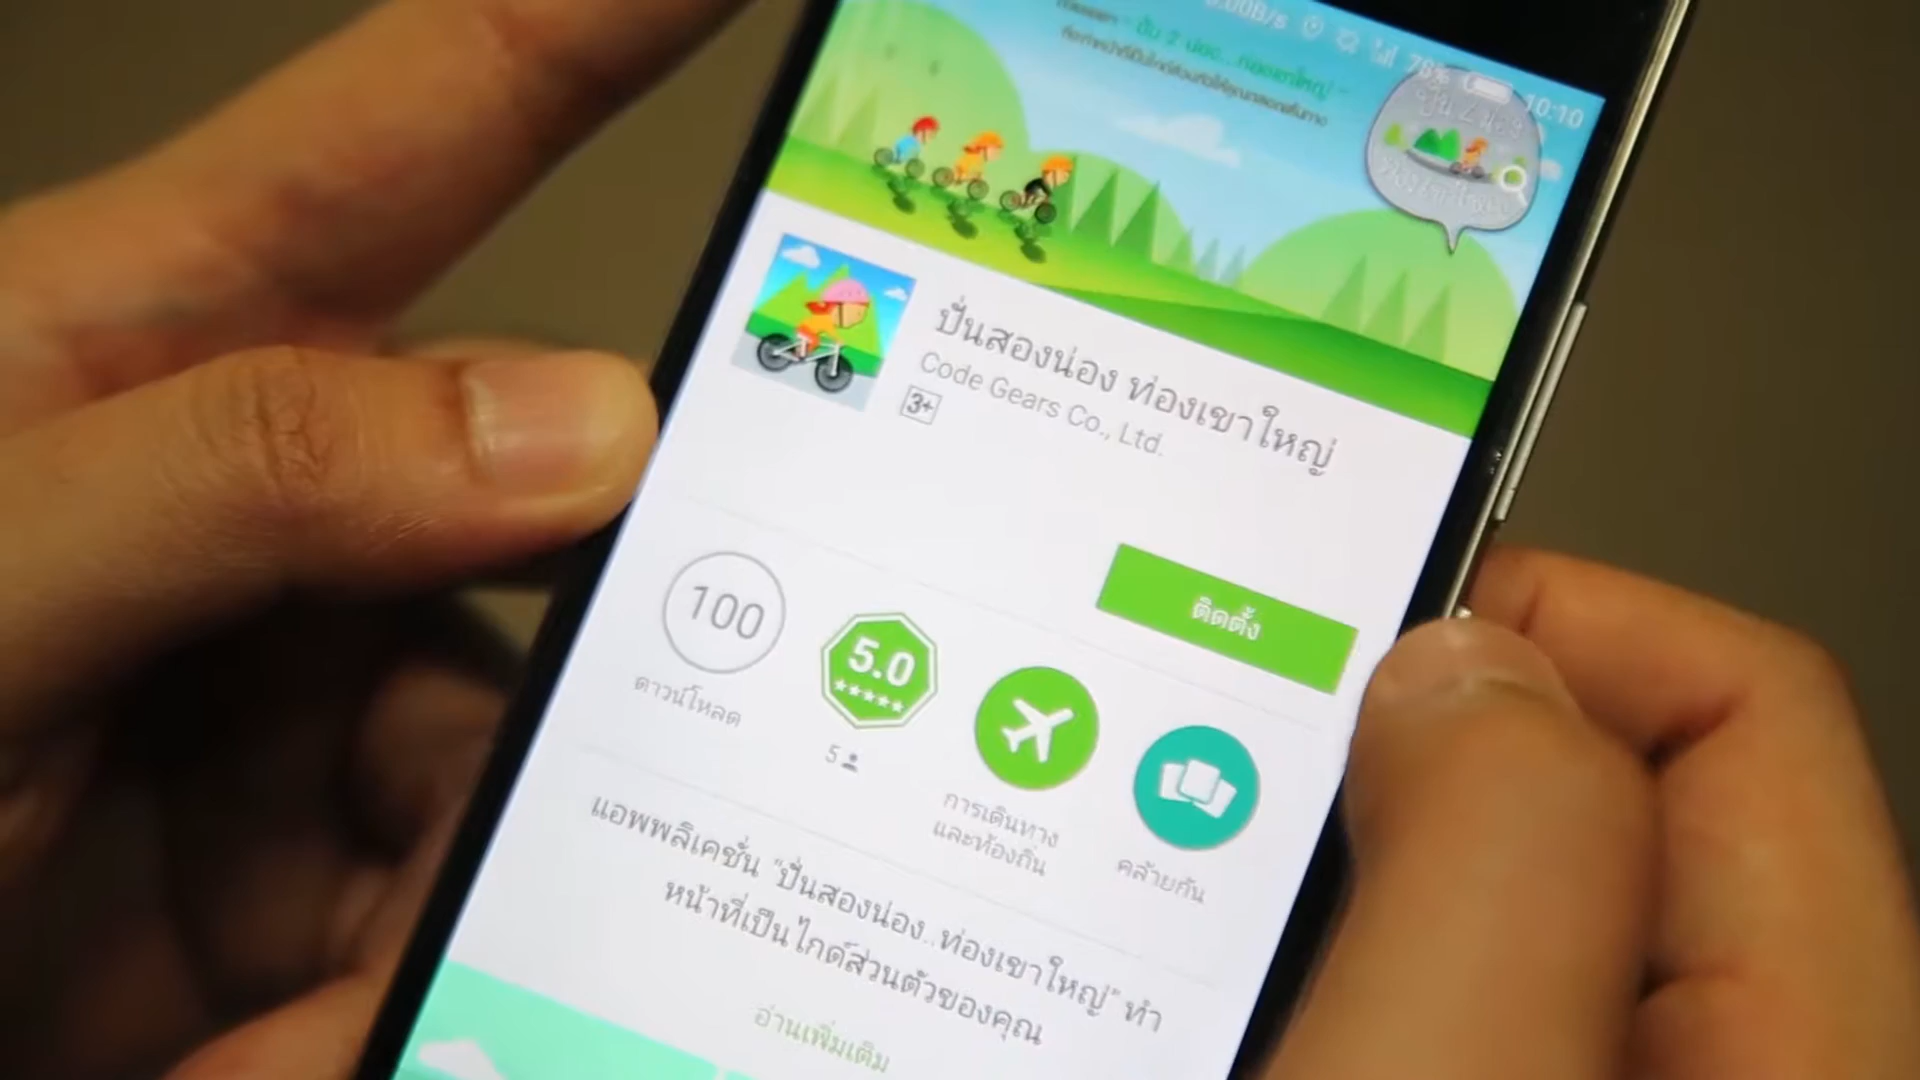 76% 10:10
ปั่นสองน่อง ท่องเขาใหญ่
Code Gears Co., Ltd.
3+
ติดตั้ง
100
ดาวน์โหลด
5.0
5
การเดินทาง
และท้องถิ่น
คล้ายกัน
แอพพลิเคชั่น "ปั่นสองน่อง..ท่องเขาใหญ่" ทำ
หน้าที่เป็นไกด์ส่วนตัวของคุณ
อ่านเพิ่มเติม